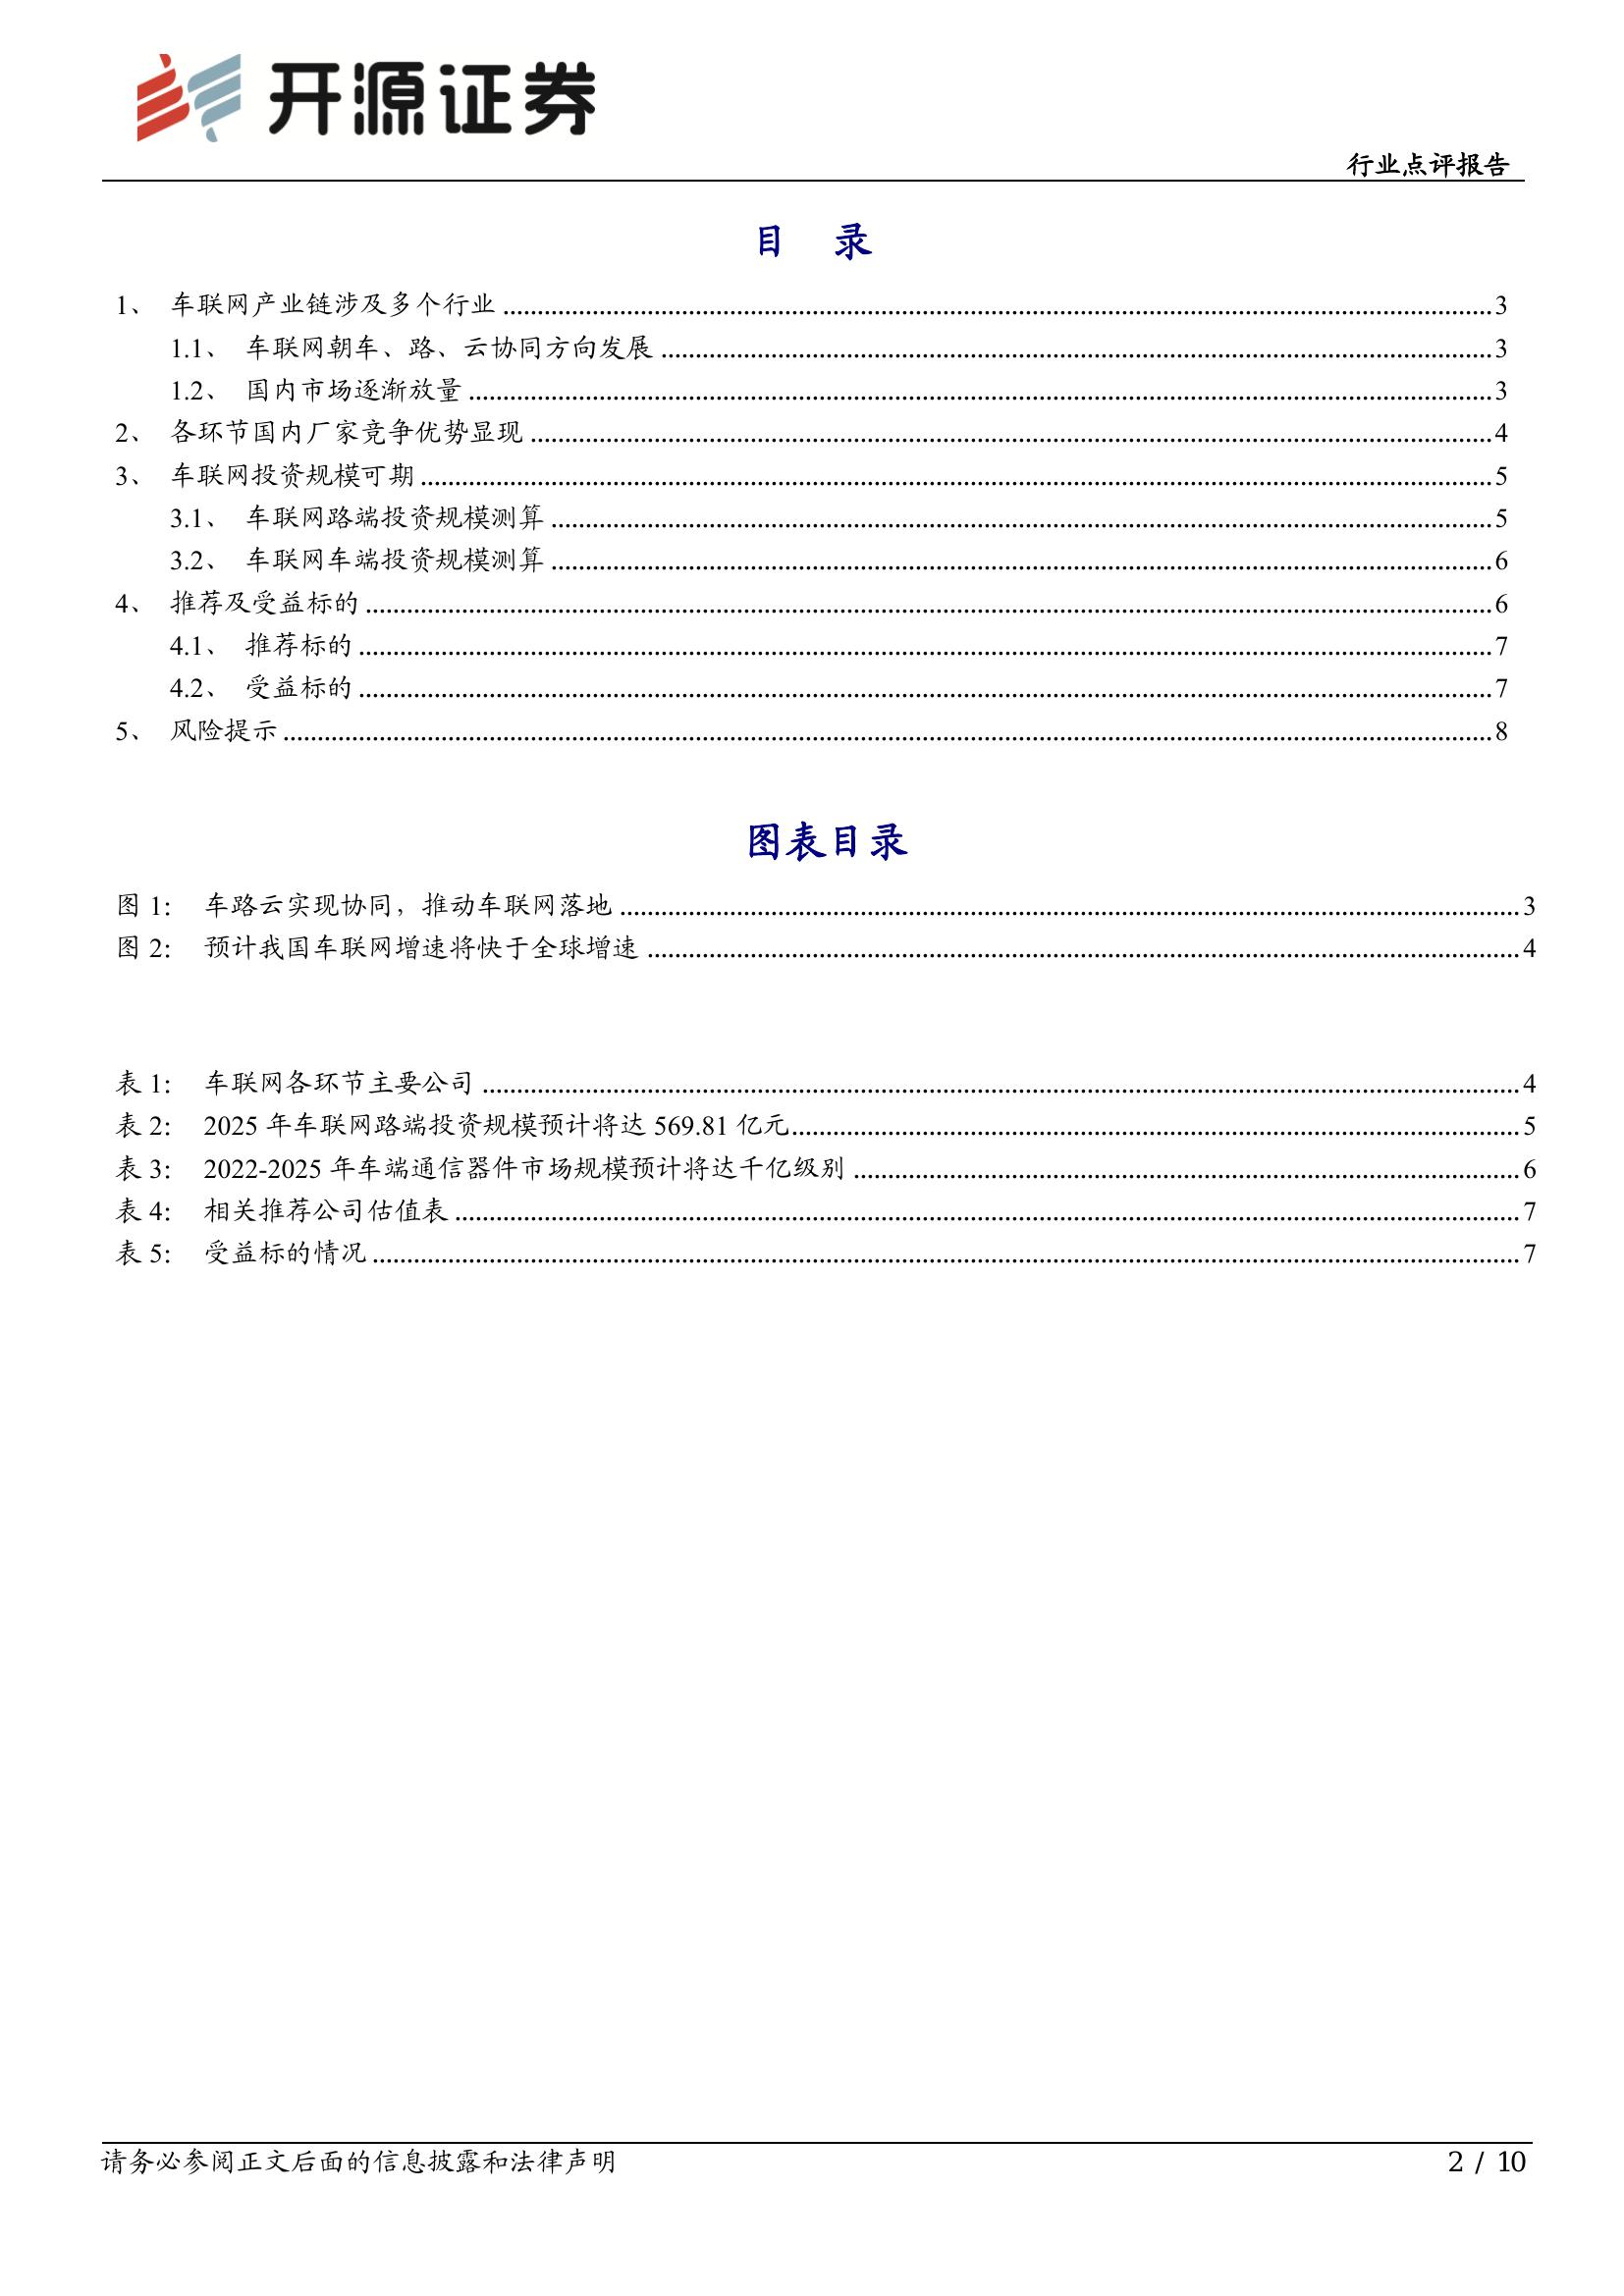 开源证券
行业点评报告
目 录
1、 车联网产业链涉及多个行业 ........ 3
1.1、 车联网朝车、路、云协同方向发展 ........ 3
1.2、 国内市场逐渐放量 ........ 3
2、 各环节国内厂家竞争优势显现 ........ 4
3、 车联网投资规模可期 ........ 5
3.1、 车联网路端投资规模测算 ........ 5
3.2、 车联网车端投资规模测算 ........ 6
4、 推荐及受益标的 ........ 6
4.1、 推荐标的 ........ 7
4.2、 受益标的 ........ 7
5、 风险提示 ........ 8
图表目录
图 1： 车路云实现协同，推动车联网落地 ........ 3
图 2： 预计我国车联网增速将快于全球增速 ........ 4
表 1： 车联网各环节主要公司 ........ 4
表 2： 2025 年车联网路端投资规模预计将达 569.81 亿元 ........ 5
表 3： 2022-2025 年车端通信器件市场规模预计将达千亿级别 ........ 6
表 4： 相关推荐公司估值表 ........ 7
表 5： 受益标的情况 ........ 7
请务必参阅正文后面的信息披露和法律声明 2 / 10